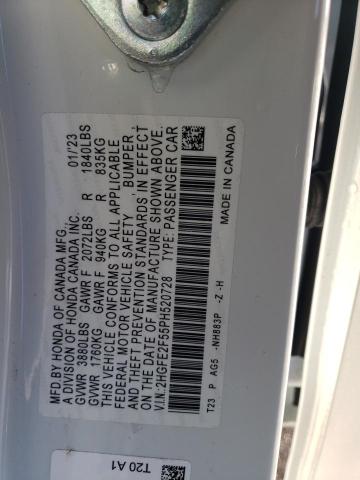 MFD.BY HONDA OF CANADA MFG., 01/23
A DIVISION OF HONDA CANADA INC.
GVWR 3880LBS GAWR F 2072LBS R 1840LBS
GVWR 1760KG GAWR F 940KG R 835KG
THIS VEHICLE CONFORMS TO ALL APPLICABLE
FEDERAL MOTOR VEHICLE SAFETY, BUMPER
AND THEFT PREVENTION STANDARDS IN EFFECT
ON THE DATE OF MANUFACTURE SHOWN ABOVE.
V.I.N.:2HGFE2F55PH520728 TYPE: PASSENGER CAR
T23 P AG5 -NH883P -Z -H MADE IN CANADA
T20 A1